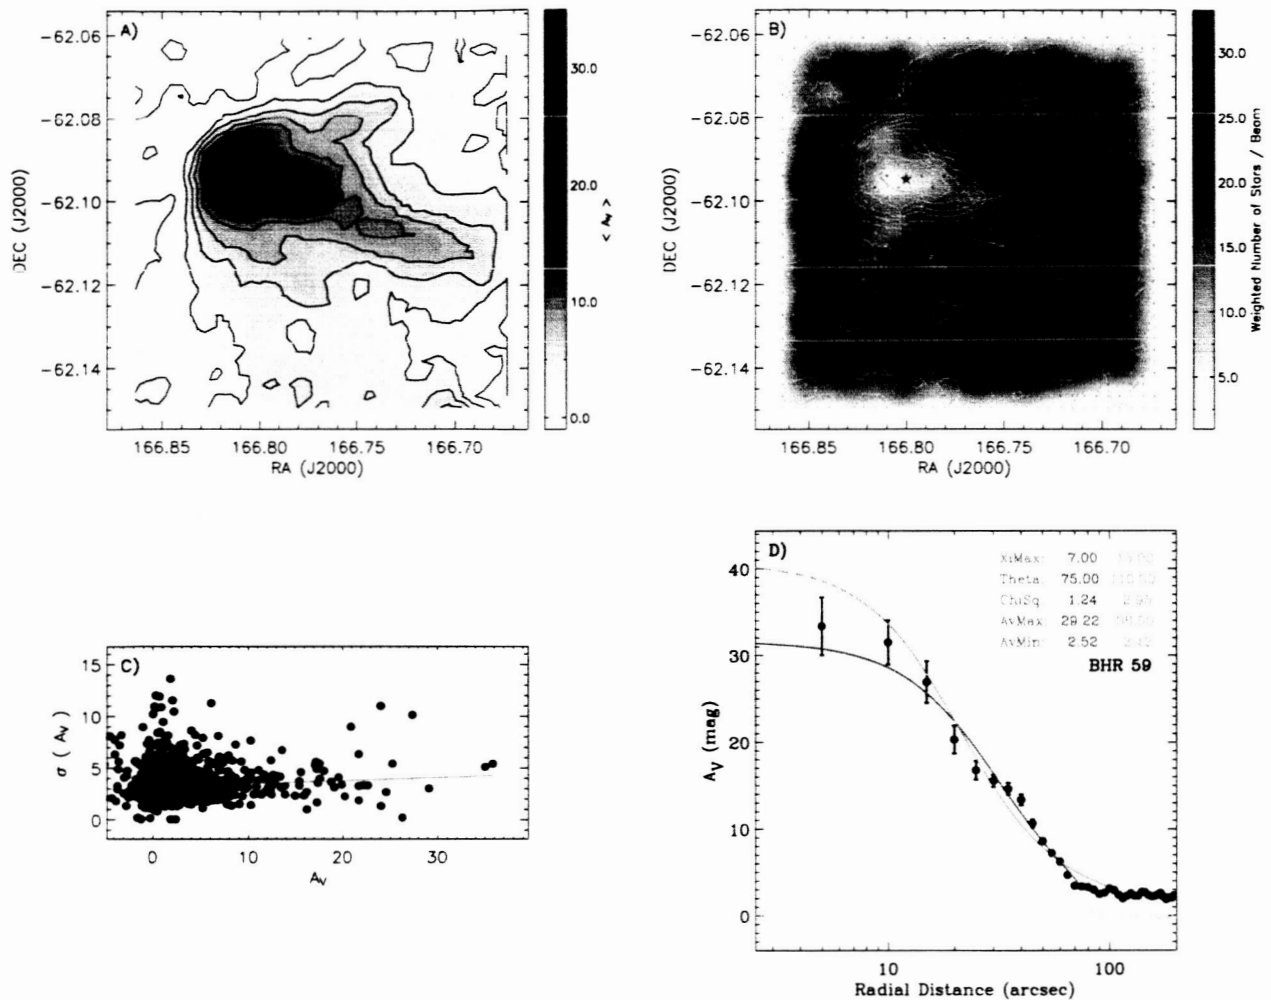 A)
−62.06
−62.08
−62.10
−62.12
−62.14
DEC (J2000)
166.85 166.80 166.75 166.70
RA (J2000)
30.0
20.0
10.0
0.0
< Av >
B)
−62.06
−62.08
−62.10
−62.12
−62.14
DEC (J2000)
166.85 166.80 166.75 166.70
RA (J2000)
30.0
25.0
20.0
15.0
10.0
5.0
Weighted Number of Stars / Beam
C)
15
10
5
0
σ ( Av )
0 10 20 30
Av
D)
40
30
20
10
0
Av (mag)
XiMax: 7.00
Theta: 75.00
ChiSq: 1.24
AvMax: 29.22
AvMin: 2.52
BHR 59
10 100
Radial Distance (arcsec)